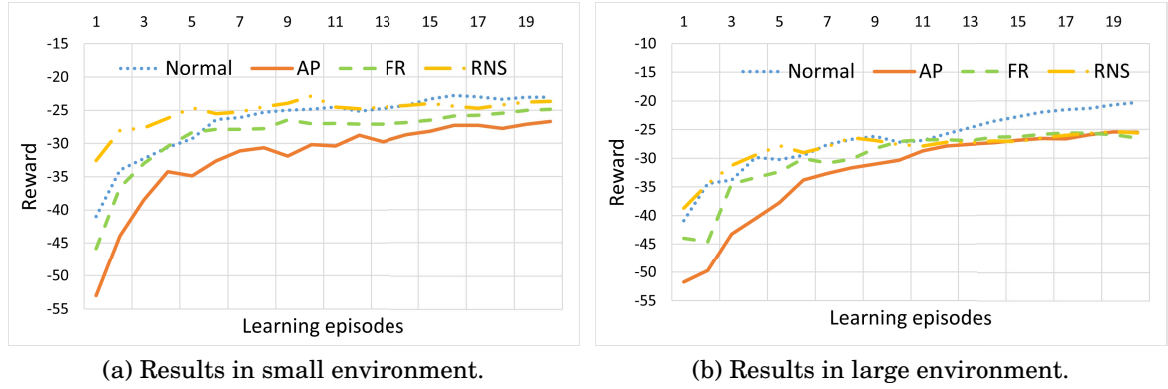 1 3 5 7 9 11 13 15 17 19
-15
-20
-25
-30
-35
-40
-45
-50
-55
Reward
Normal AP FR RNS
Learning episodes
(a) Results in small environment.
1 3 5 7 9 11 13 15 17 19
-10
-15
-20
-25
-30
-35
-40
-45
-50
-55
Reward
Normal AP FR RNS
Learning episodes
(b) Results in large environment.